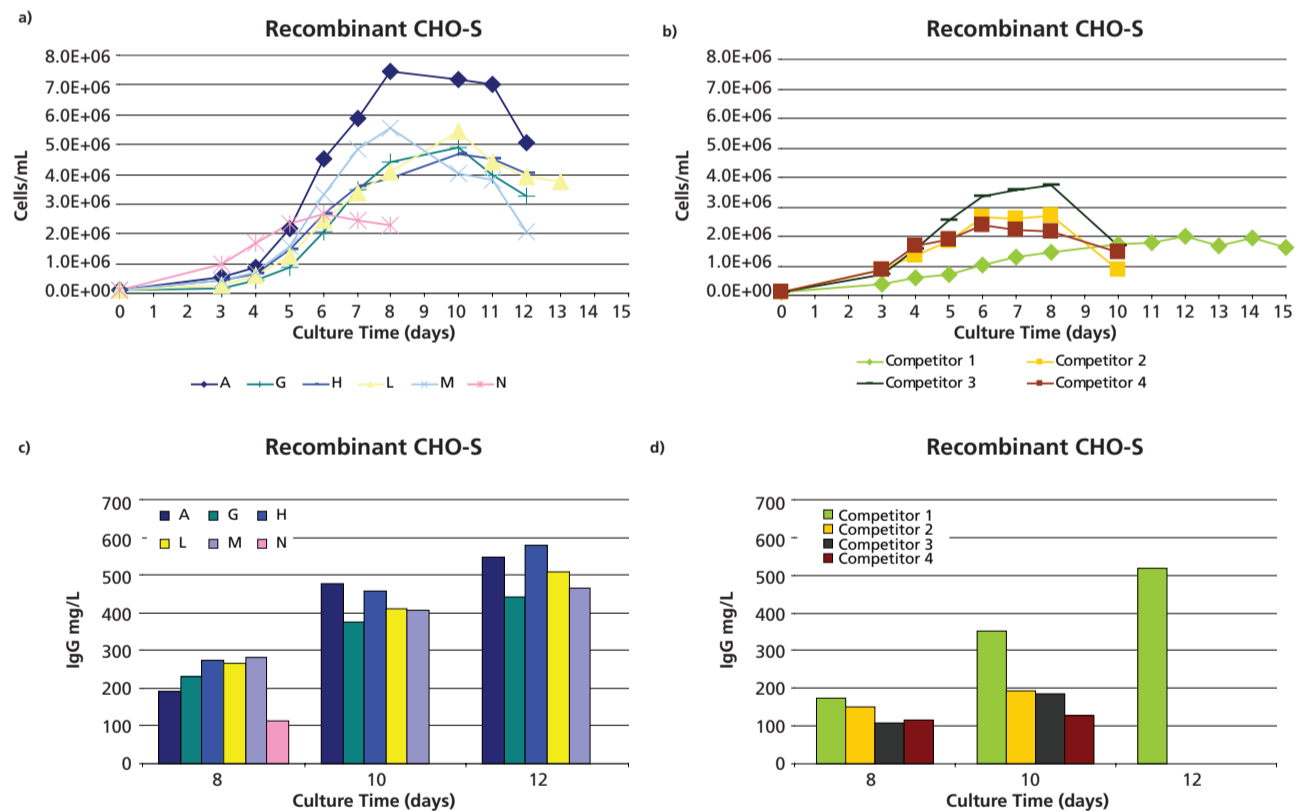 a)
Recombinant CHO-S
Cells/mL
8.0E+06
7.0E+06
6.0E+06
5.0E+06
4.0E+06
3.0E+06
2.0E+06
1.0E+06
0.0E+00
0 1 2 3 4 5 6 7 8 9 10 11 12 13 14 15
Culture Time (days)
A G H L M N
b)
Recombinant CHO-S
Cells/mL
8.0E+06
7.0E+06
6.0E+06
5.0E+06
4.0E+06
3.0E+06
2.0E+06
1.0E+06
0.0E+00
0 1 2 3 4 5 6 7 8 9 10 11 12 13 14 15
Culture Time (days)
Competitor 1 Competitor 2
Competitor 3 Competitor 4
c)
Recombinant CHO-S
IgG mg/L
700
600
500
400
300
200
100
0
A G H
L M N
8 10 12
Culture Time (days)
d)
Recombinant CHO-S
IgG mg/L
700
600
500
400
300
200
100
0
Competitor 1
Competitor 2
Competitor 3
Competitor 4
8 10 12
Culture Time (days)